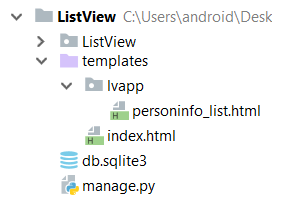 ListView C:\Users\android\Desk
ListView
templates
lvapp
personinfo_list.html
index.html
db.sqlite3
manage.py